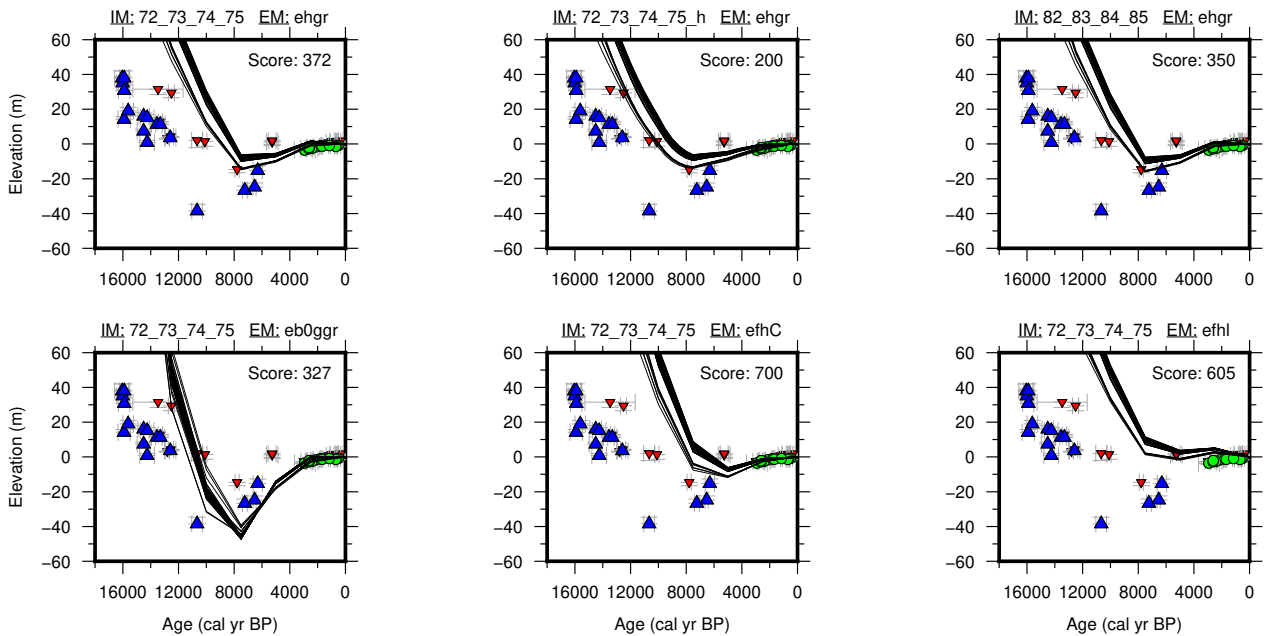 IM: 72_73_74_75 EM: ehgr
IM: 72_73_74_75_h EM: ehgr
IM: 82_83_84_85 EM: ehgr
60
40
20
0
−20
−40
−60
Elevation (m)
Score: 372
16000 12000 8000 4000 0
60
40
20
0
−20
−40
−60
Score: 200
16000 12000 8000 4000 0
60
40
20
0
−20
−40
−60
Score: 350
16000 12000 8000 4000 0
IM: 72_73_74_75 EM: eb0ggr
IM: 72_73_74_75 EM: efhC
IM: 72_73_74_75 EM: efhl
60
40
20
0
−20
−40
−60
Elevation (m)
Score: 327
16000 12000 8000 4000 0
Age (cal yr BP)
60
40
20
0
−20
−40
−60
Score: 700
16000 12000 8000 4000 0
Age (cal yr BP)
60
40
20
0
−20
−40
−60
Score: 605
16000 12000 8000 4000 0
Age (cal yr BP)